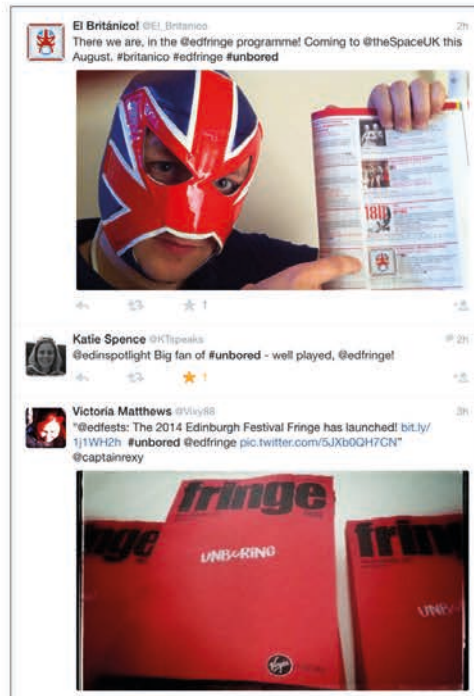 El Británico! @El_Britanico 2h
There we are, in the @edfringe programme! Coming to @theSpaceUK this
August. #britanico #edfringe #unbored
1
Katie Spence @KTspeaks 2h
@edinspotlight Big fan of #unbored - well played, @edfringe!
1
Victoria Matthews @Vixy88 3h
"@edfests: The 2014 Edinburgh Festival Fringe has launched! bit.ly/
1j1WH2h #unbored @edfringe pic.twitter.com/5JXb0QH7CN"
@captainrexy
fringe
UNBORING
Virgin